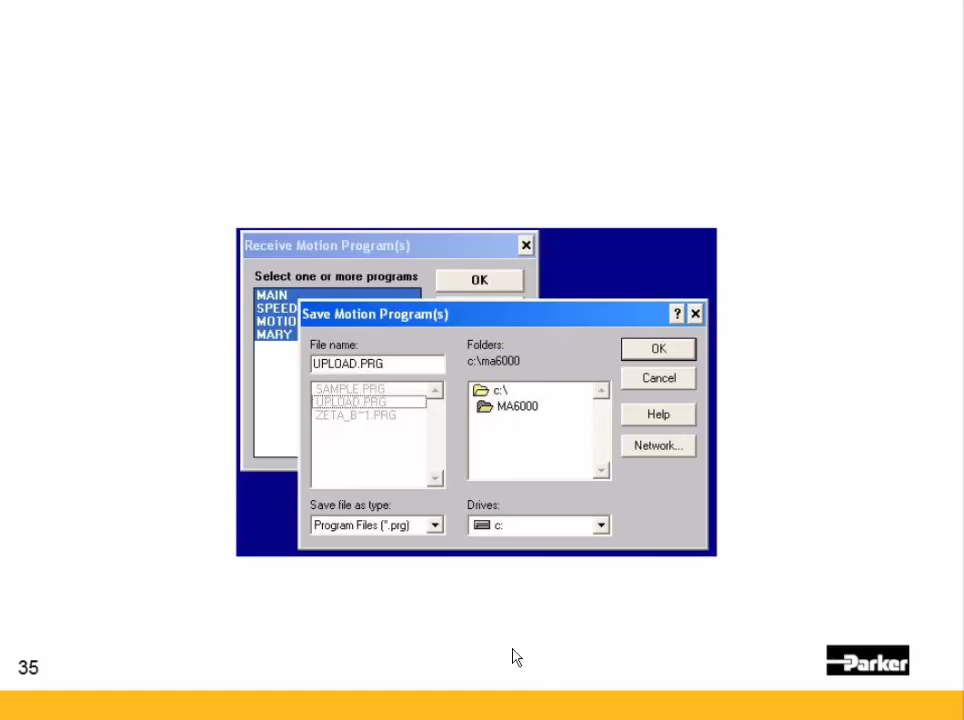 Receive Motion Program(s)
Select one or more programs
OK
MAIN
SPEED
MOTIO
MARY
Save Motion Program(s)
File name:
UPLOAD.PRG
SAMPLE.PRG
UPLOAD.PRG
ZETA_B~1.PRG
Save file as type:
Program Files (*.prg)
Folders:
c:\ma6000
c:\
MA6000
Drives:
c:
OK
Cancel
Help
Network...
35
Parker